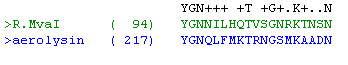 YGN+++ +T +G+.K+..N
>R.MvaI ( 94) YGNNILHQTVSGNRKTNSN
>aerolysin (217) YGNQLFMKTRNGSMKAADN